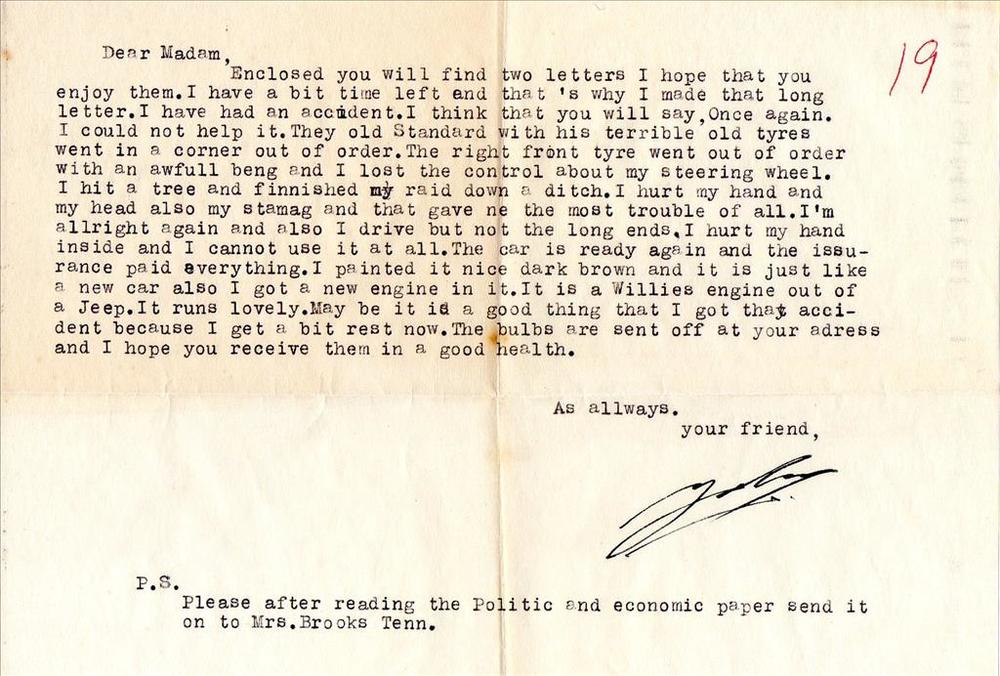 19
Dear Madam,
Enclosed you will find two letters I hope that you
enjoy them.I have a bit time left and that 's why I made that long
letter.I have had an accident.I think that you will say,Once again.
I could not help it.They old Standard with his terrible old tyres
went in a corner out of order.The right front tyre went out of order
with an awfull beng and I lost the control about my steering wheel.
I hit a tree and finnished my raid down a ditch.I hurt my hand and
my head also my stamag and that gave ne the most trouble of all.I'm
allright again and also I drive but not the long ends.I hurt my hand
inside and I cannot use it at all.The car is ready again and the issu-
rance paid everything.I painted it nice dark brown and it is just like
a new car also I got a new engine in it.It is a Willies engine out of
a Jeep.It runs lovely.May be it is a good thing that I got that acci-
dent because I get a bit rest now.The bulbs are sent off at your adress
and I hope you receive them in a good health.
As allways.
your friend,
P.S.
Please after reading the Politic and economic paper send it
on to Mrs.Brooks Tenn.